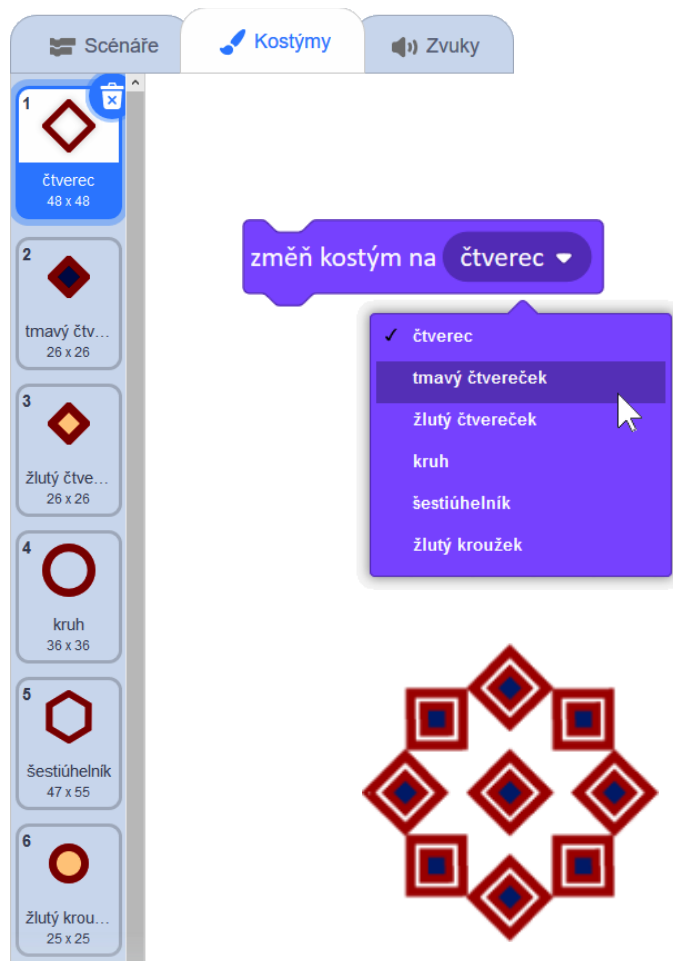 Scénáře Kostýmy Zvuky
1
čtverec
48 x 48
2
tmavý čtv...
26 x 26
3
žlutý čtve...
26 x 26
4
kruh
36 x 36
5
šestiúhelník
47 x 55
6
žlutý krou...
25 x 25
změň kostým na čtverec
✓ čtverec
tmavý čtvereček
žlutý čtvereček
kruh
šestiúhelník
žlutý kroužek